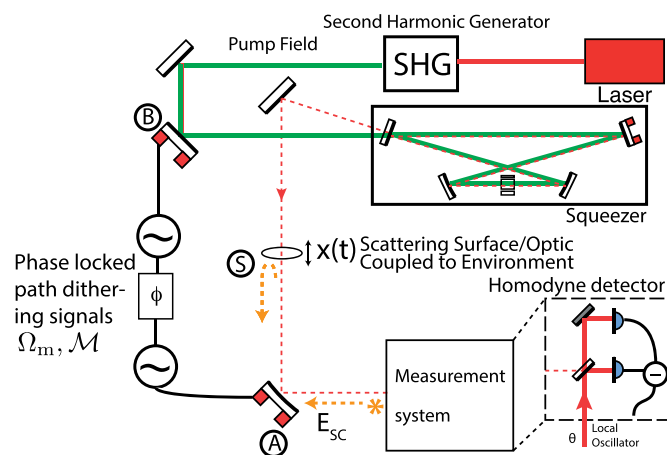 Second Harmonic Generator
Pump Field
SHG
Laser
B
Squeezer
x(t) Scattering Surface/Optic
Coupled to Environment
S
Phase locked
path dither-
ing signals
Ωm, ℳ
ϕ
~
~
Homodyne detector
Measurement
system
−
ESC
*
A
θ
Local
Oscillator